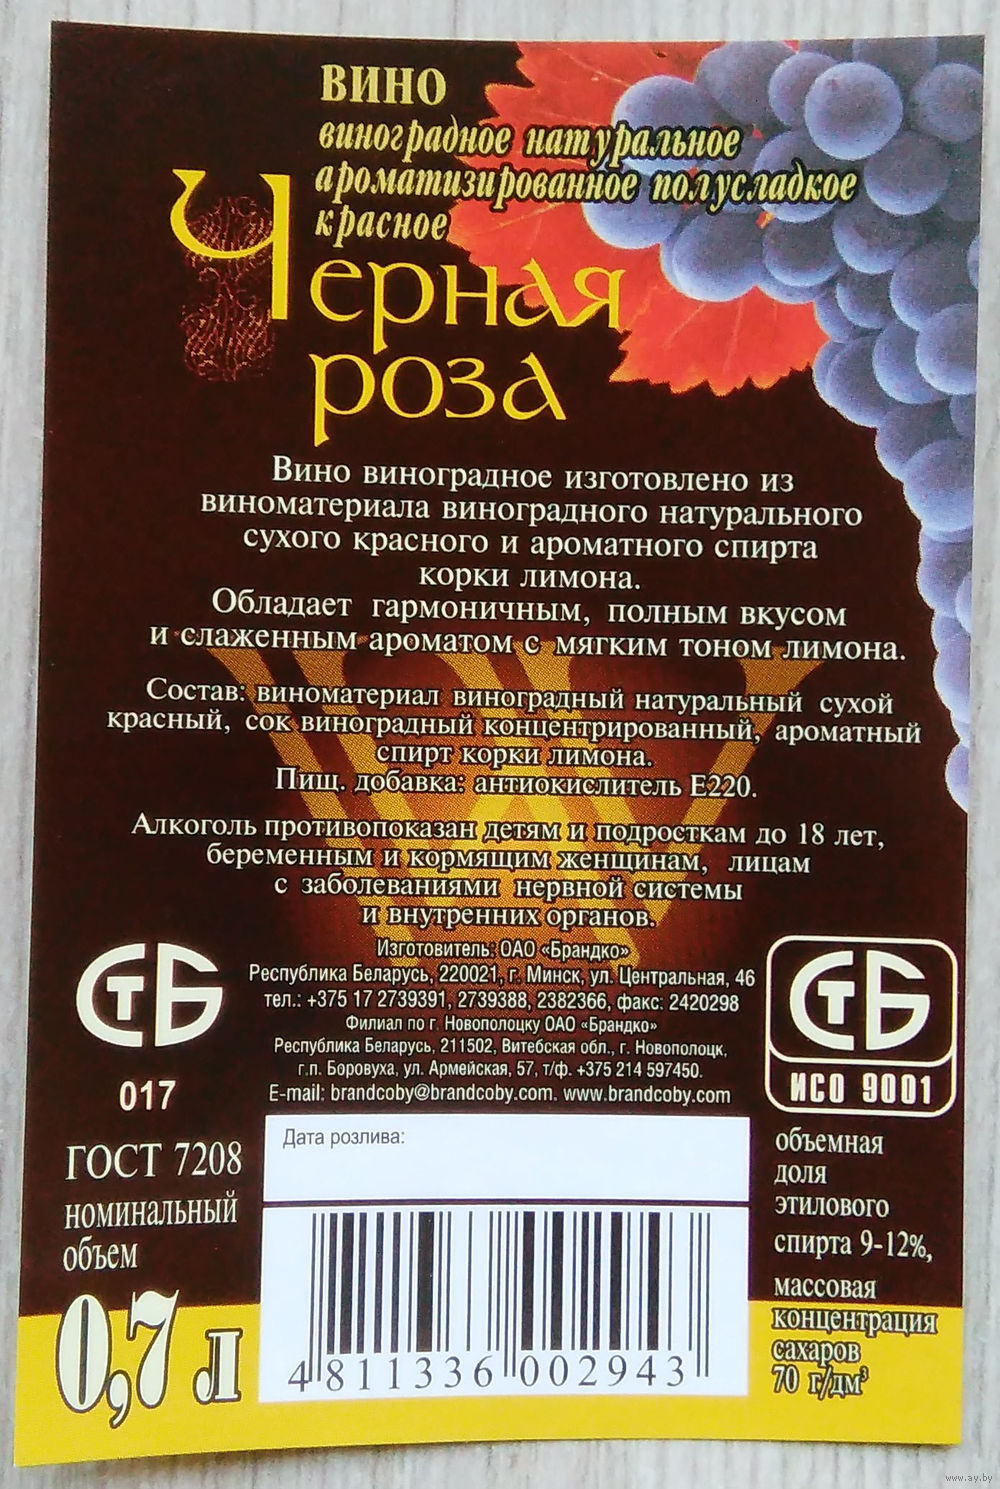 ВИНО
виноградное натуральное
ароматизированное полусладкое
красное
Черная
роза
Вино виноградное изготовлено из
виноматериала виноградного натурального
сухого красного и ароматного спирта
корки лимона.
Обладает гармоничным, полным вкусом
и слаженным ароматом с мягким тоном лимона.
Состав: виноматериал виноградный натуральный сухой
красный, сок виноградный концентрированный, ароматный
спирт корки лимона.
Пищ. добавка: антиокислитель Е220.
Алкоголь противопоказан детям и подросткам до 18 лет,
беременным и кормящим женщинам, лицам
с заболеваниями нервной системы
и внутренних органов.
Изготовитель: ОАО «Брандко»
Республика Беларусь, 220021, г. Минск, ул. Центральная, 46
тел.: +375 17 2739391, 2739388, 2382366, факс: 2420298
Филиал по г. Новополоцку ОАО «Брандко»
Республика Беларусь, 211502, Витебская обл., г. Новополоцк,
г.п. Боровуха, ул. Армейская, 57, т/ф. +375 214 597450.
E-mail: brandcoby@brandcoby.com. www.brandcoby.com
СТБ
017
ГОСТ 7208
номинальный
объем
0,7 л
Дата розлива:
4 811336 002943
СТБ
ИСО 9001
объемная
доля
этилового
спирта 9-12%,
массовая
концентрация
сахаров
70 г/дм³
www.ay.by